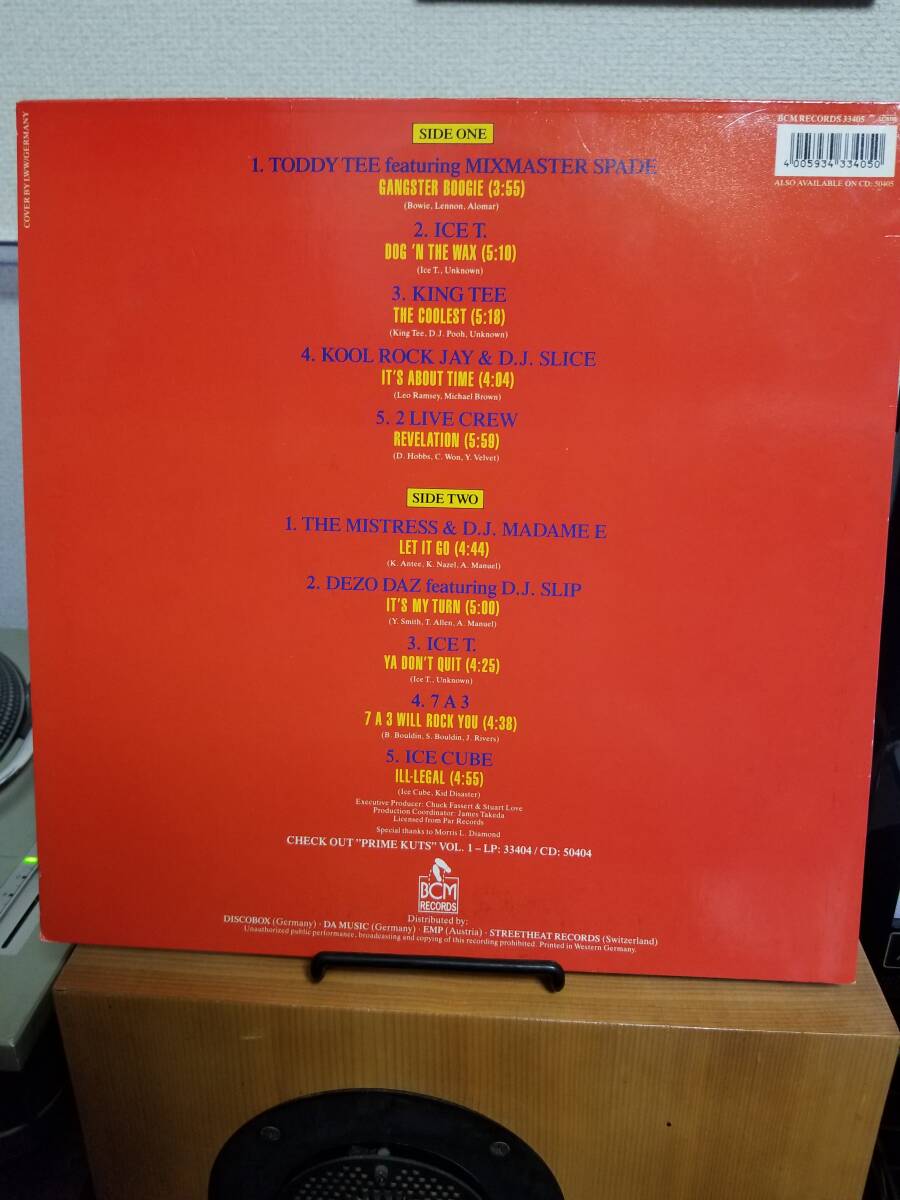 COVER BY LWW/GERMANY
BCM RECORDS 33405
4 005934 334050
ALSO AVAILABLE ON CD: 50405
SIDE ONE
1. TODDY TEE featuring MIXMASTER SPADE
GANGSTER BOOGIE (3:55)
(Bowie, Lennon, Alomar)
2. ICE T.
DOG 'N THE WAX (5:10)
(Ice T., Unknown)
3. KING TEE
THE COOLEST (5:18)
(King Tee, D.J. Pooh, Unknown)
4. KOOL ROCK JAY & D.J. SLICE
IT'S ABOUT TIME (4:04)
(Leo Ramsey, Michael Brown)
5. 2 LIVE CREW
REVELATION (5:59)
(D. Hobbs, C. Won, Y. Velvet)
SIDE TWO
1. THE MISTRESS & D.J. MADAME E
LET IT GO (4:44)
(K. Antee, K. Nazel, A. Manuel)
2. DEZO DAZ featuring D.J. SLIP
IT'S MY TURN (5:00)
(Y. Smith, T. Allen, A. Manuel)
3. ICE T.
YA DON'T QUIT (4:25)
(Ice T., Unknown)
4. 7 A 3
7 A 3 WILL ROCK YOU (4:38)
(B. Bouldin, S. Bouldin, J. Rivers)
5. ICE CUBE
ILL-LEGAL (4:55)
(Ice Cube, Kid Disaster)
Executive Producer: Chuck Fassert & Stuart Love
Production Coordinator: James Takeda
Licensed from Par Records
Special thanks to Morris L. Diamond
CHECK OUT "PRIME KUTS" VOL. 1 – LP: 33404 / CD: 50404
BCM
RECORDS
Distributed by:
DISCOBOX (Germany) · DA MUSIC (Germany) · EMP (Austria) · STREETHEAT RECORDS (Switzerland)
Unauthorized public performance, broadcasting and copying of this recording prohibited. Printed in Western Germany.